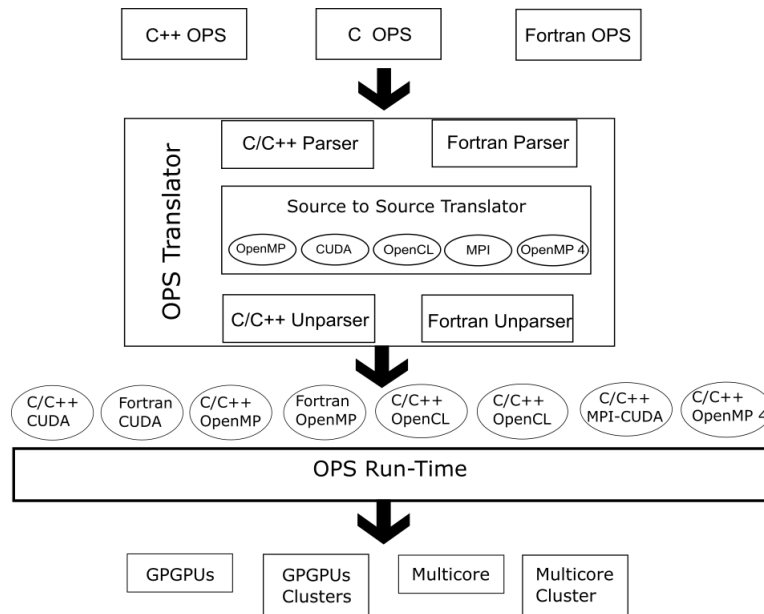 C++ OPS
C OPS
Fortran OPS
OPS Translator
C/C++ Parser
Fortran Parser
Source to Source Translator
OpenMP
CUDA
OpenCL
MPI
OpenMP 4
C/C++ Unparser
Fortran Unparser
C/C++
CUDA
Fortran
CUDA
C/C++
OpenMP
Fortran
OpenMP
C/C++
OpenCL
C/C++
OpenCL
C/C++
MPI-CUDA
C/C++
OpenMP 4
OPS Run-Time
GPGPUs
GPGPUs
Clusters
Multicore
Multicore
Cluster